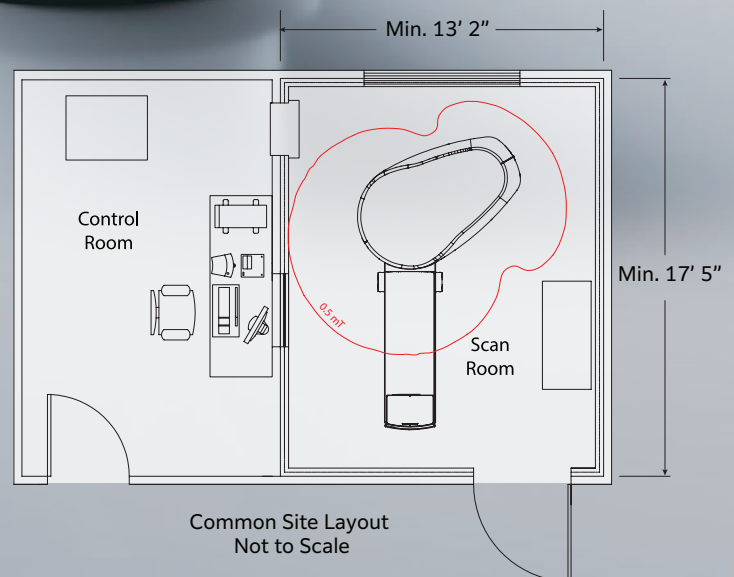 Min. 13’ 2”
Control
Room
Min. 17’ 5”
0.5 mT
Scan
Room
Common Site Layout
Not to Scale